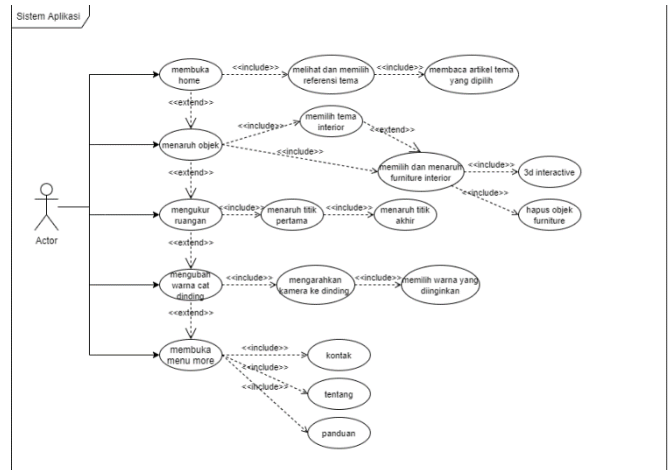 Sistem Aplikasi
membuka
home
<<include>>
melihat dan memilih
referensi tema
<<include>>
membaca artikel tema
yang dipilih
<<extend>>
menaruh objek
<<include>>
memilih tema
interior
<<extend>>
<<include>>
memilih dan menaruh
furniture interior
<<include>>
3d interactive
<<include>>
hapus objek
furniture
<<extend>>
Actor
mengukur
ruangan
<<include>>
menaruh titik
pertama
<<include>>
menaruh titik
akhir
<<extend>>
mengubah
warna cat
dinding
<<include>>
mengarahkan
kamera ke dinding
<<include>>
memilih warna yang
diinginkan
<<extend>>
membuka
menu more
<<include>>
kontak
<<include>>
tentang
<<include>>
panduan